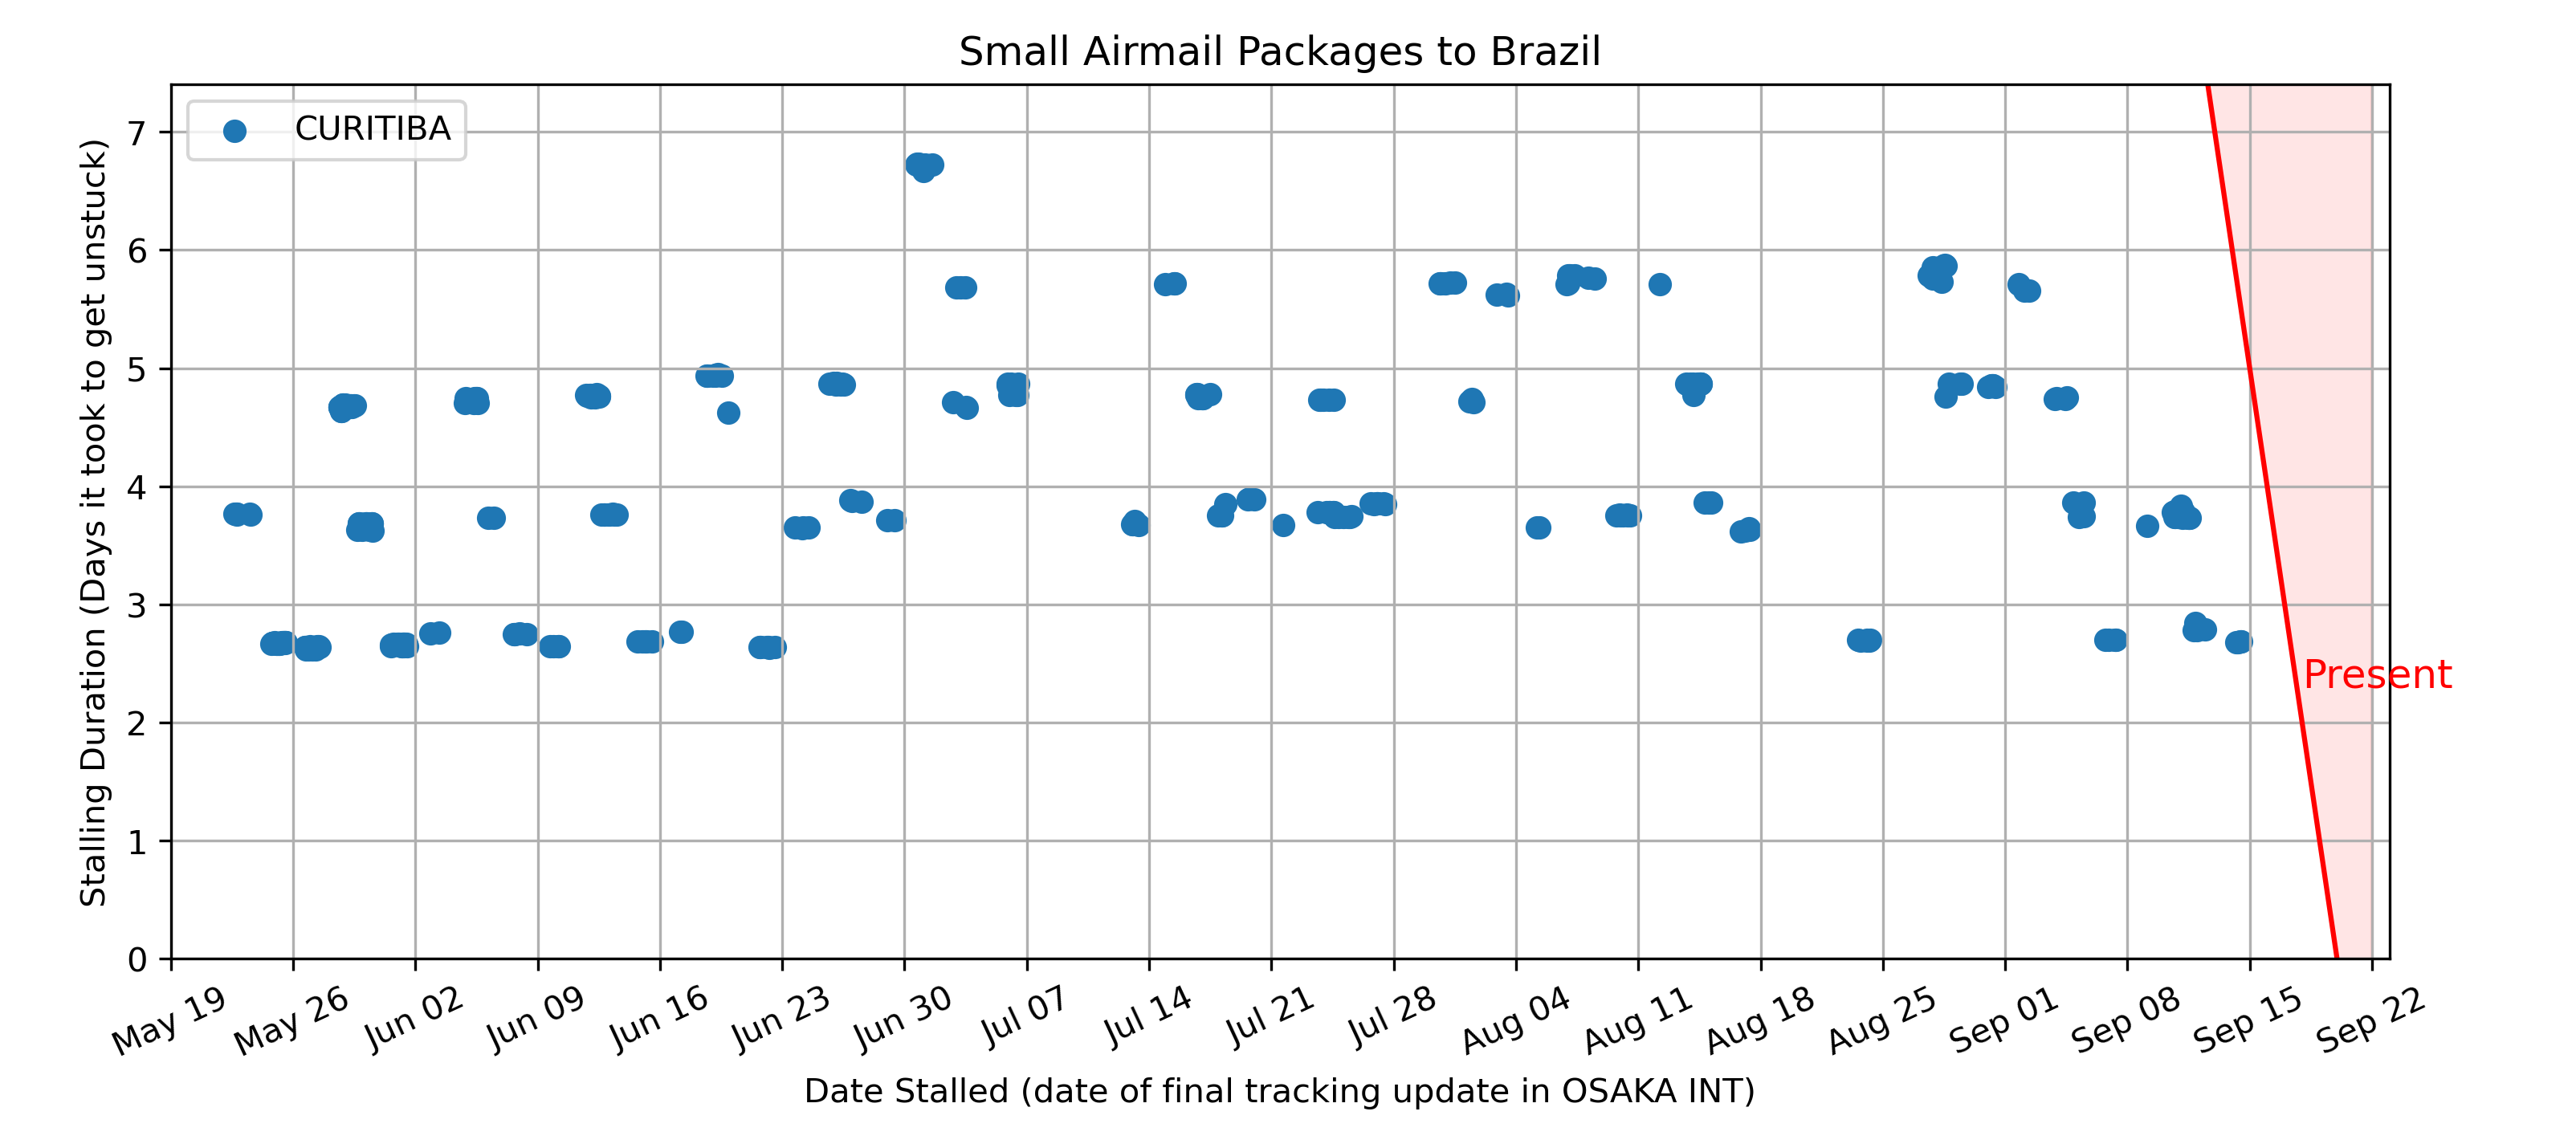 Small Airmail Packages to Brazil
CURITIBA
7
6
5
4
3
2
1
0
Stalling Duration (Days it took to get unstuck)
Present
May 19
May 26
Jun 02
Jun 09
Jun 16
Jun 23
Jun 30
Jul 07
Jul 14
Jul 21
Jul 28
Aug 04
Aug 11
Aug 18
Aug 25
Sep 01
Sep 08
Sep 15
Sep 22
Date Stalled (date of final tracking update in OSAKA INT)